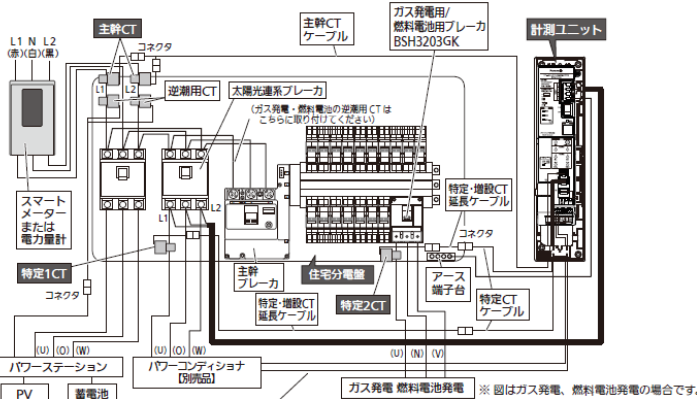 主幹CT
コネクタ
主幹CT
ケーブル
ガス発電用/
燃料電池用ブレーカ
BSH3203GK
計測ユニット
L1 N L2
(赤)(白)(黒)
L1
L2
逆潮用CT
太陽光連系ブレーカ
(ガス発電・燃料電池の逆潮用CTは
こちらに取り付けてください)
スマート
メーター
または
電力量計
特定・増設CT
延長ケーブル
L1
L2
特定1CT
コネクタ
主幹
ブレーカ
住宅分電盤
コネクタ
アース
端子台
特定・増設CT
延長ケーブル
特定2CT
特定CT
ケーブル
(U) (O) (W)
(U) (O) (W)
(U) (N) (V)
パワーステーション
パワーコンディショナ
【別売品】
ガス発電 燃料電池発電
※ 図はガス発電、燃料電池発電の場合です。
PV
蓄電池